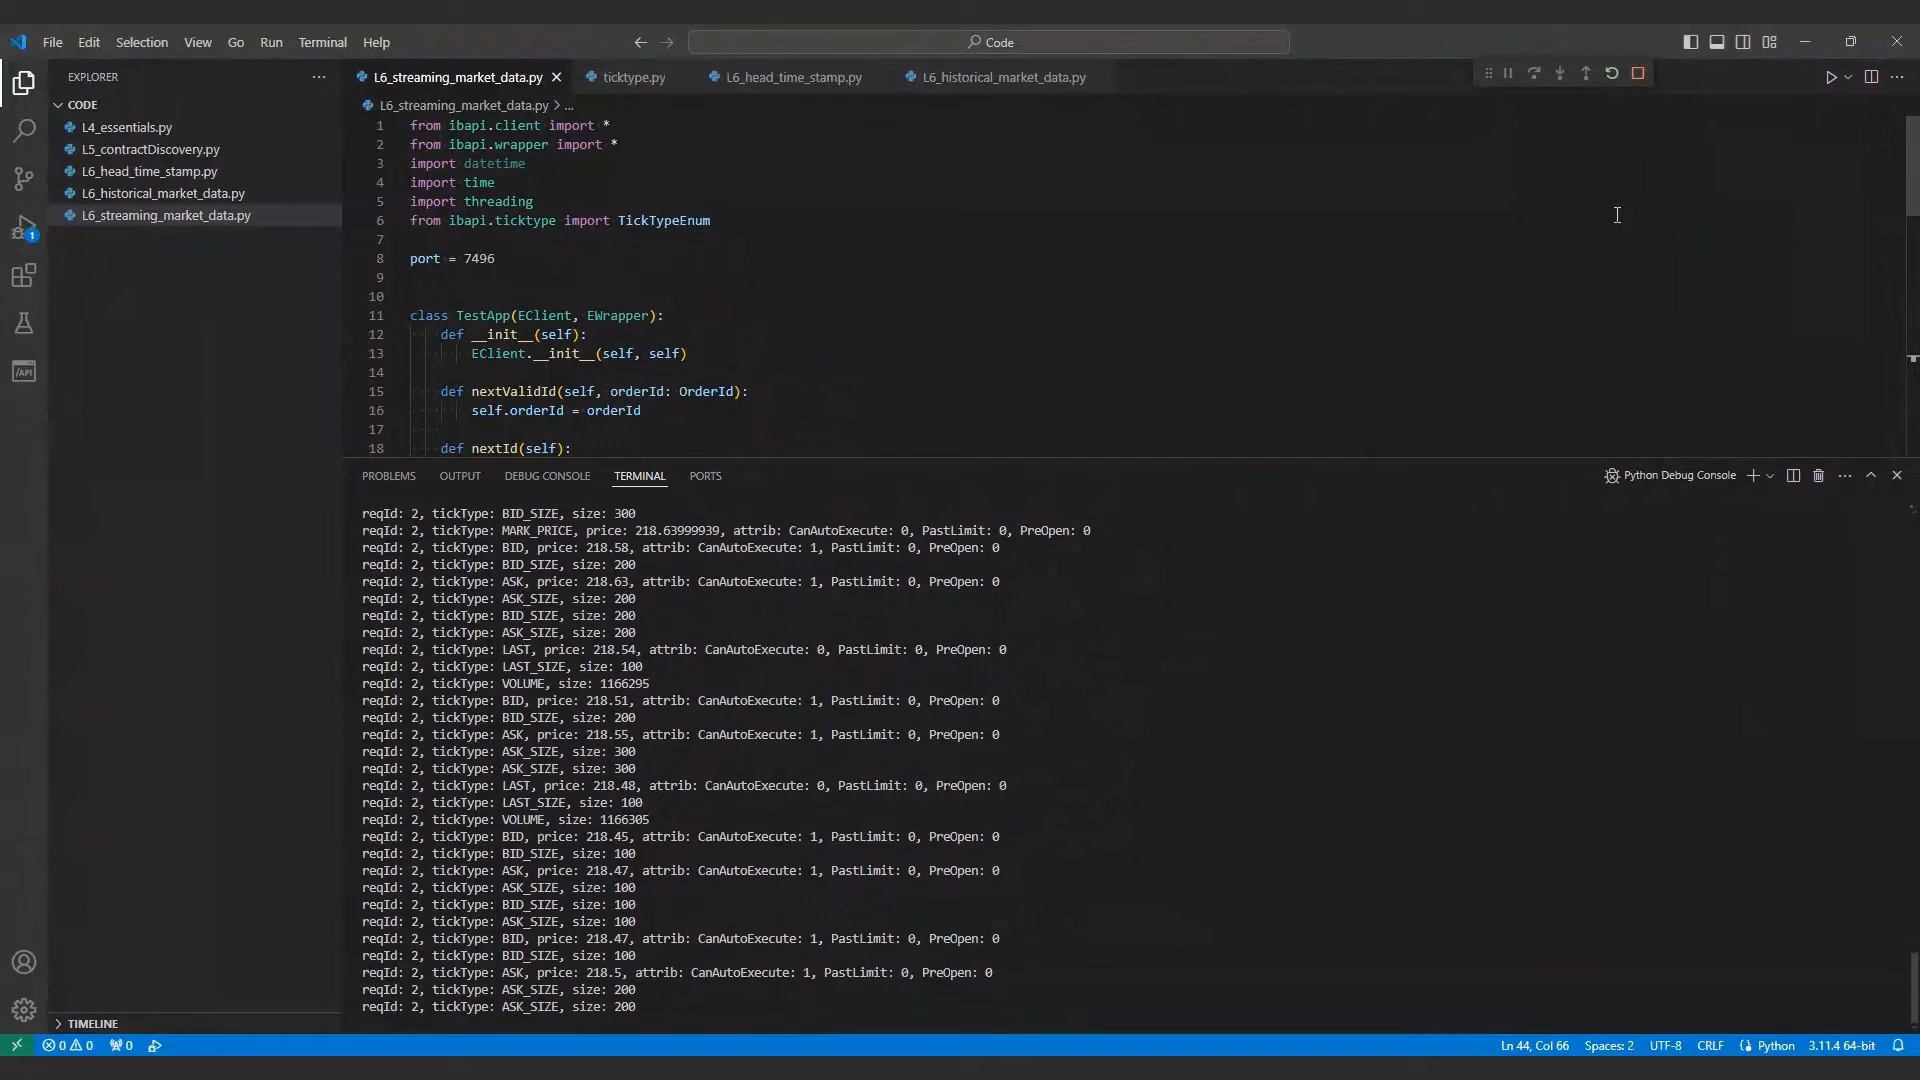 File Edit Selection View Go Run Terminal Help
Code
EXPLORER
CODE
L4_essentials.py
L5_contractDiscovery.py
L6_head_time_stamp.py
L6_historical_market_data.py
L6_streaming_market_data.py
TIMELINE
1
/API
L6_streaming_market_data.py ticktype.py L6_head_time_stamp.py L6_historical_market_data.py
L6_streaming_market_data.py > ...
1 from ibapi.client import *
2 from ibapi.wrapper import *
3 import datetime
4 import time
5 import threading
6 from ibapi.ticktype import TickTypeEnum
7
8 port = 7496
9
10
11 class TestApp(EClient, EWrapper):
12 def __init__(self):
13 EClient.__init__(self, self)
14
15 def nextValidId(self, orderId: OrderId):
16 self.orderId = orderId
17
18 def nextId(self):
PROBLEMS OUTPUT DEBUG CONSOLE TERMINAL PORTS
Python Debug Console
reqId: 2, tickType: BID_SIZE, size: 300
reqId: 2, tickType: MARK_PRICE, price: 218.63999939, attrib: CanAutoExecute: 0, PastLimit: 0, PreOpen: 0
reqId: 2, tickType: BID, price: 218.58, attrib: CanAutoExecute: 1, PastLimit: 0, PreOpen: 0
reqId: 2, tickType: BID_SIZE, size: 200
reqId: 2, tickType: ASK, price: 218.63, attrib: CanAutoExecute: 1, PastLimit: 0, PreOpen: 0
reqId: 2, tickType: ASK_SIZE, size: 200
reqId: 2, tickType: BID_SIZE, size: 200
reqId: 2, tickType: ASK_SIZE, size: 200
reqId: 2, tickType: LAST, price: 218.54, attrib: CanAutoExecute: 0, PastLimit: 0, PreOpen: 0
reqId: 2, tickType: LAST_SIZE, size: 100
reqId: 2, tickType: VOLUME, size: 1166295
reqId: 2, tickType: BID, price: 218.51, attrib: CanAutoExecute: 1, PastLimit: 0, PreOpen: 0
reqId: 2, tickType: BID_SIZE, size: 200
reqId: 2, tickType: ASK, price: 218.55, attrib: CanAutoExecute: 1, PastLimit: 0, PreOpen: 0
reqId: 2, tickType: ASK_SIZE, size: 300
reqId: 2, tickType: ASK_SIZE, size: 300
reqId: 2, tickType: LAST, price: 218.48, attrib: CanAutoExecute: 0, PastLimit: 0, PreOpen: 0
reqId: 2, tickType: LAST_SIZE, size: 100
reqId: 2, tickType: VOLUME, size: 1166305
reqId: 2, tickType: BID, price: 218.45, attrib: CanAutoExecute: 1, PastLimit: 0, PreOpen: 0
reqId: 2, tickType: BID_SIZE, size: 100
reqId: 2, tickType: ASK, price: 218.47, attrib: CanAutoExecute: 1, PastLimit: 0, PreOpen: 0
reqId: 2, tickType: ASK_SIZE, size: 100
reqId: 2, tickType: BID_SIZE, size: 100
reqId: 2, tickType: ASK_SIZE, size: 100
reqId: 2, tickType: BID, price: 218.47, attrib: CanAutoExecute: 1, PastLimit: 0, PreOpen: 0
reqId: 2, tickType: BID_SIZE, size: 100
reqId: 2, tickType: ASK, price: 218.5, attrib: CanAutoExecute: 1, PastLimit: 0, PreOpen: 0
reqId: 2, tickType: ASK_SIZE, size: 200
reqId: 2, tickType: ASK_SIZE, size: 200
0 0 0 Ln 44, Col 66 Spaces: 2 UTF-8 CRLF Python 3.11.4 64-bit